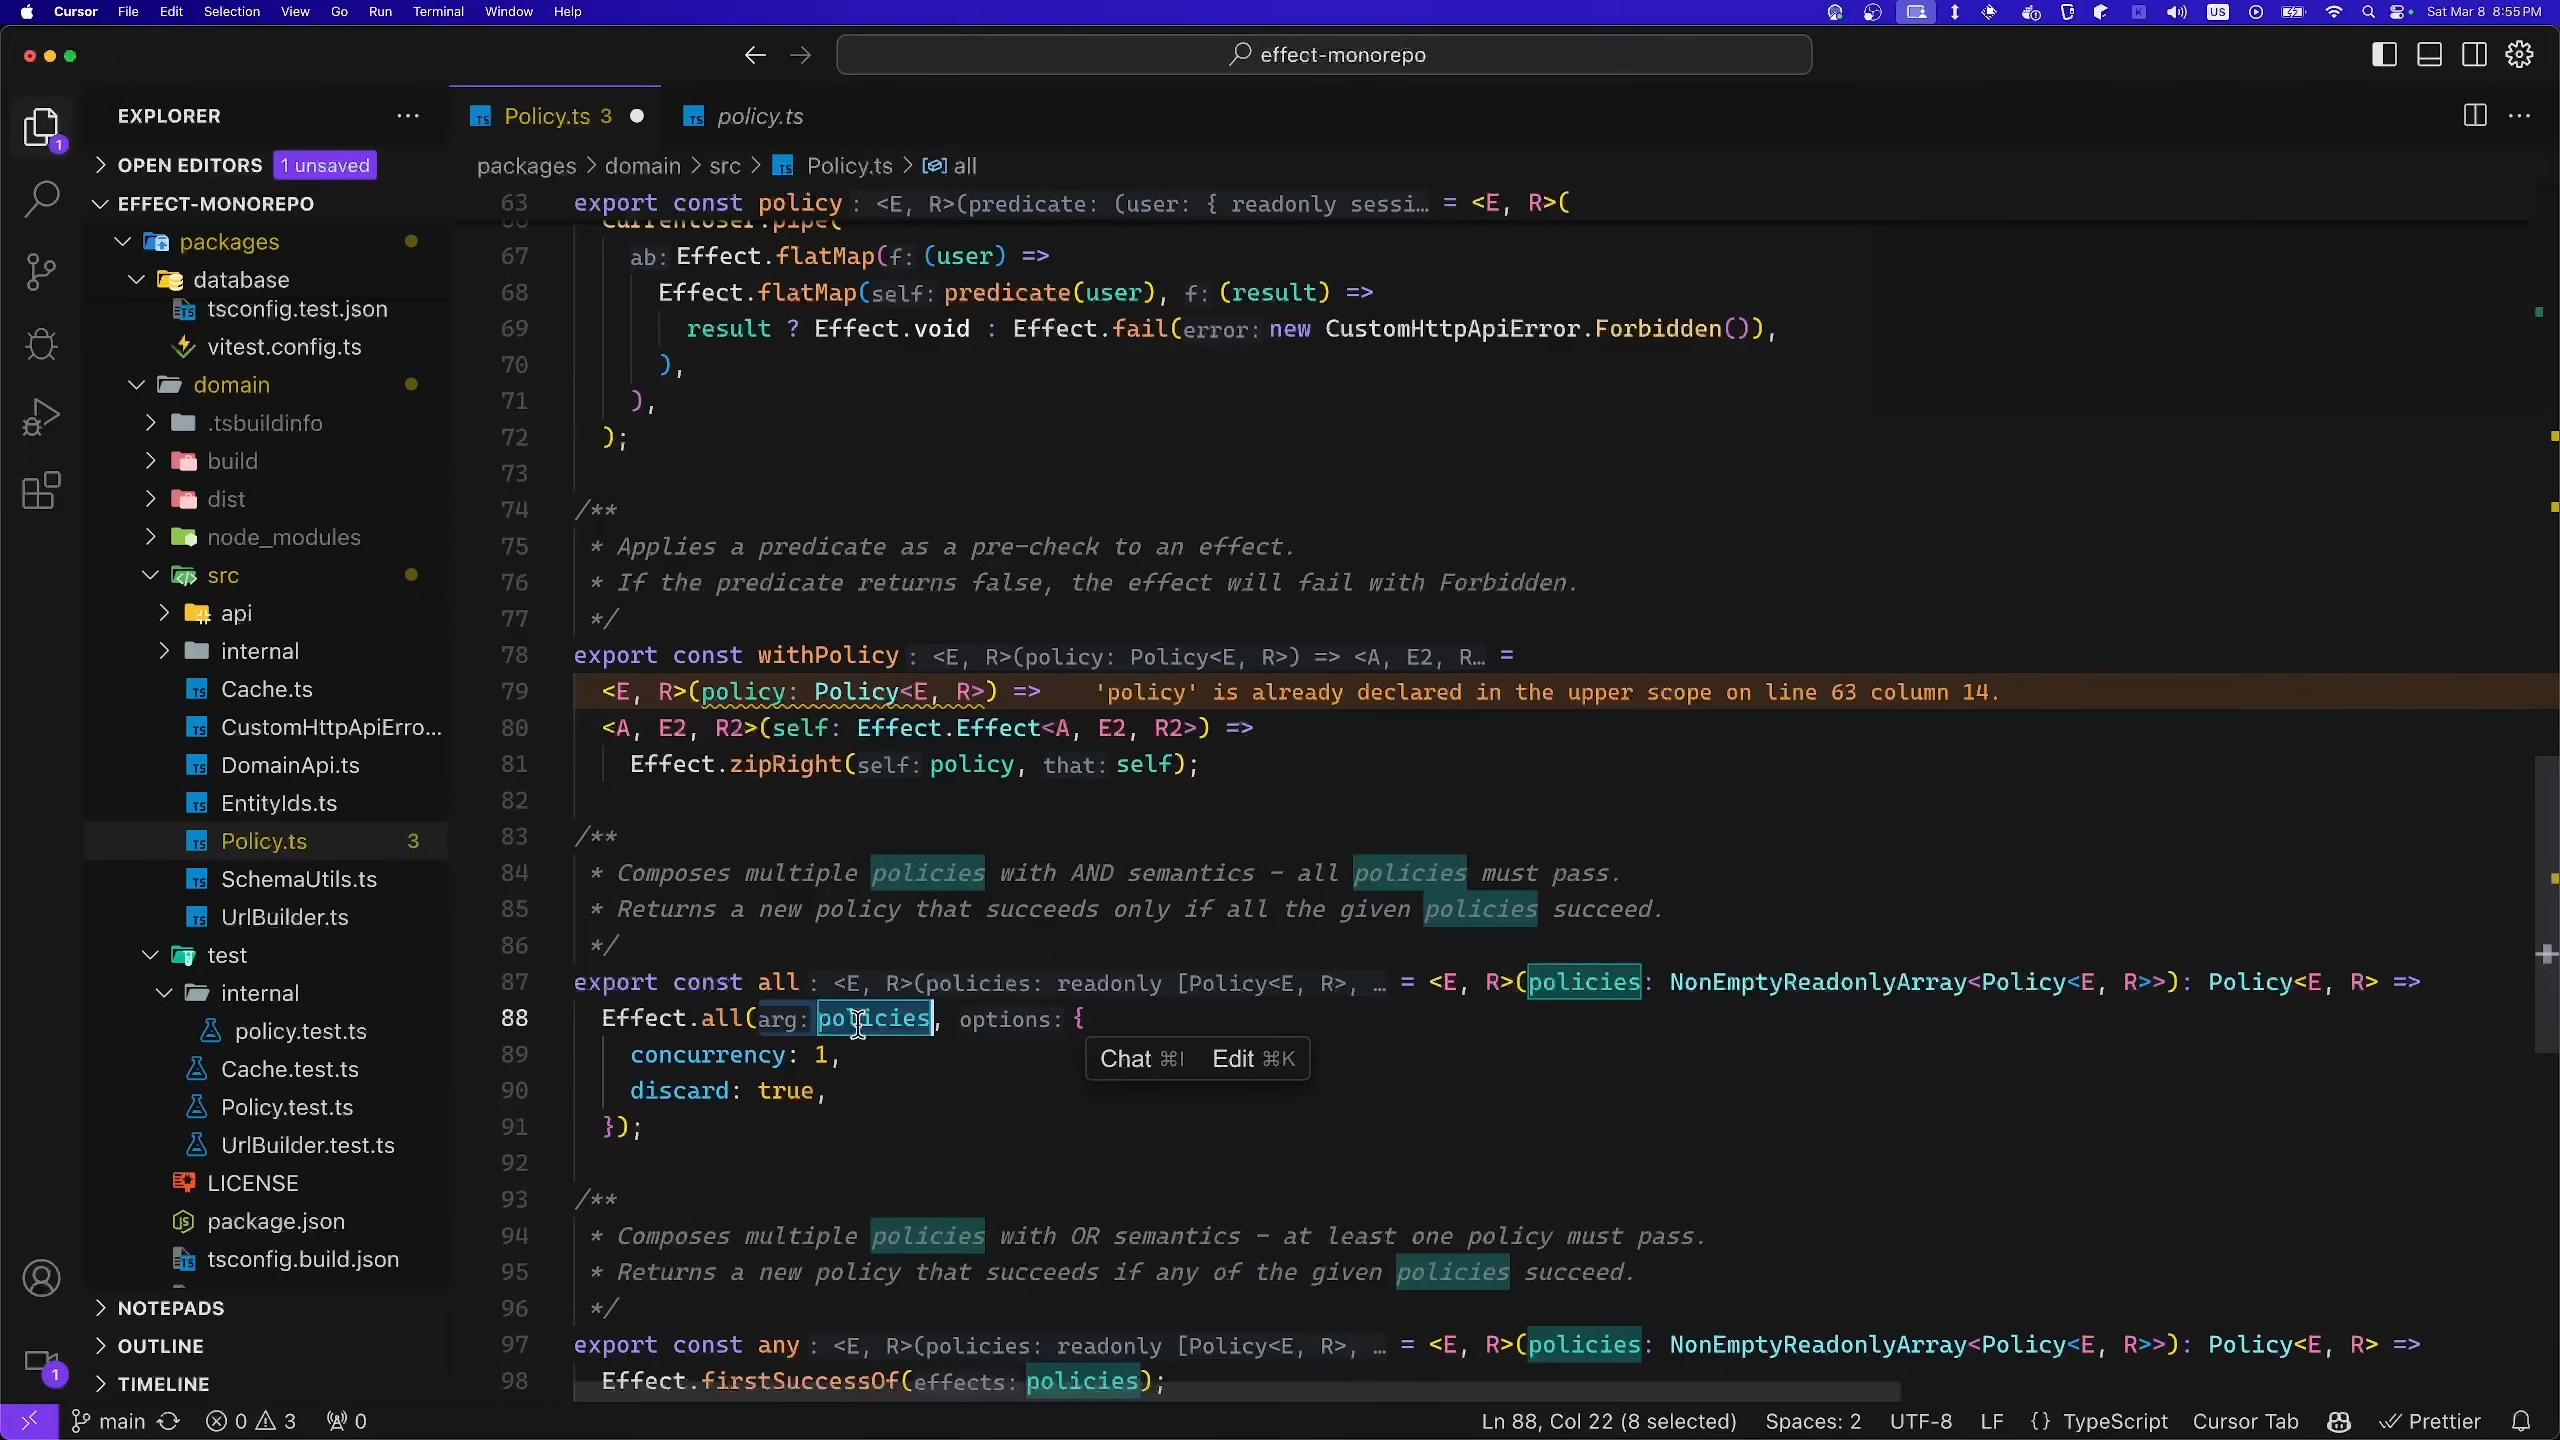 Cursor File Edit Selection View Go Run Terminal Window Help
US Sat Mar 8 8:55 PM
effect-monorepo
EXPLORER
OPEN EDITORS 1 unsaved
EFFECT-MONOREPO
packages
database
tsconfig.test.json
vitest.config.ts
domain
.tsbuildinfo
build
dist
node_modules
src
api
internal
Cache.ts
CustomHttpApiErro...
DomainApi.ts
EntityIds.ts
Policy.ts 3
SchemaUtils.ts
UrlBuilder.ts
test
internal
policy.test.ts
Cache.test.ts
Policy.test.ts
UrlBuilder.test.ts
LICENSE
package.json
tsconfig.build.json
NOTEPADS
OUTLINE
TIMELINE
1
1
TS Policy.ts 3
TS policy.ts
packages > domain > src > TS Policy.ts > all
63 export const policy : <E, R>(predicate: (user: { readonly sessi… = <E, R>(
CurrentUser.pipe(
67 ab: Effect.flatMap(f: (user) =>
68 Effect.flatMap(self: predicate(user), f: (result) =>
69 result ? Effect.void : Effect.fail(error: new CustomHttpApiError.Forbidden()),
70 ),
71 ),
72 );
73
74 /**
75 * Applies a predicate as a pre-check to an effect.
76 * If the predicate returns false, the effect will fail with Forbidden.
77 */
78 export const withPolicy : <E, R>(policy: Policy<E, R>) => <A, E2, R… =
79 <E, R>(policy: Policy<E, R>) => 'policy' is already declared in the upper scope on line 63 column 14.
80 <A, E2, R2>(self: Effect.Effect<A, E2, R2>) =>
81 Effect.zipRight(self: policy, that: self);
82
83 /**
84 * Composes multiple policies with AND semantics - all policies must pass.
85 * Returns a new policy that succeeds only if all the given policies succeed.
86 */
87 export const all : <E, R>(policies: readonly [Policy<E, R>, … = <E, R>(policies: NonEmptyReadonlyArray<Policy<E, R>>): Policy<E, R> =>
88 Effect.all(arg: policies, options: {
89 concurrency: 1,
Chat ⌘I Edit ⌘K
90 discard: true,
91 });
92
93 /**
94 * Composes multiple policies with OR semantics - at least one policy must pass.
95 * Returns a new policy that succeeds if any of the given policies succeed.
96 */
97 export const any : <E, R>(policies: readonly [Policy<E, R>, … = <E, R>(policies: NonEmptyReadonlyArray<Policy<E, R>>): Policy<E, R> =>
98 Effect.firstSuccessOf(effects: policies);
main 0 3 0
Ln 88, Col 22 (8 selected) Spaces: 2 UTF-8 LF {} TypeScript Cursor Tab Prettier